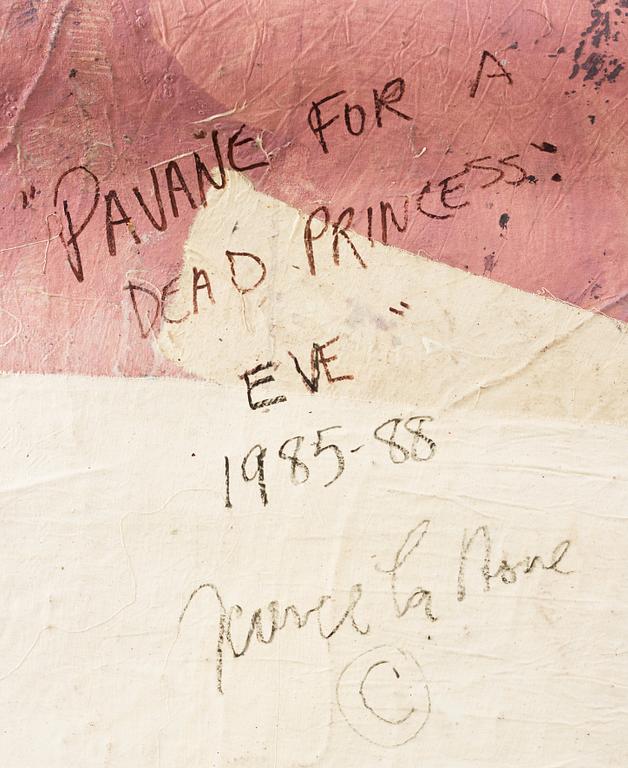 "PAVANE FOR A
DEAD PRINCESS"
EVE"
1985-88
©